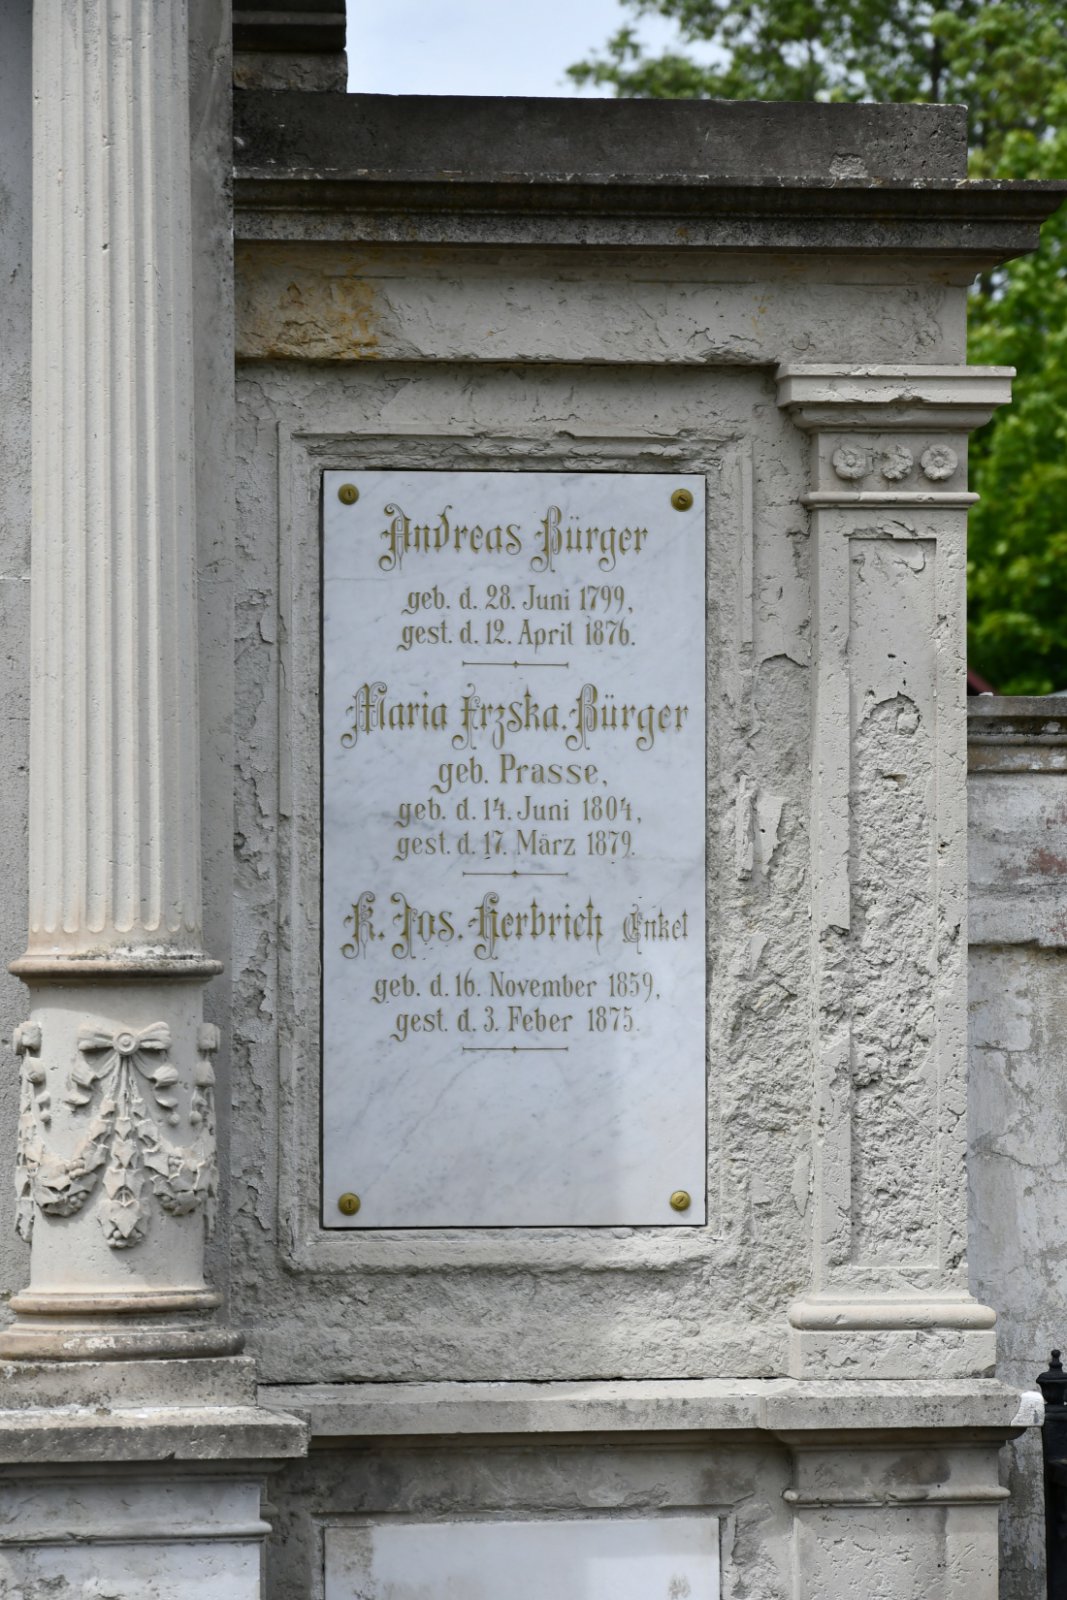 Andreas Bürger
geb. d. 28. Juni 1799,
gest. d. 12. April 1876.
Maria Frzska. Bürger
geb. Prasse,
geb. d. 14. Juni 1804,
gest. d. 17. März 1879.
K. Jos. Herbrich Enkel
geb. d. 16. November 1859,
gest. d. 3. Feber 1875.